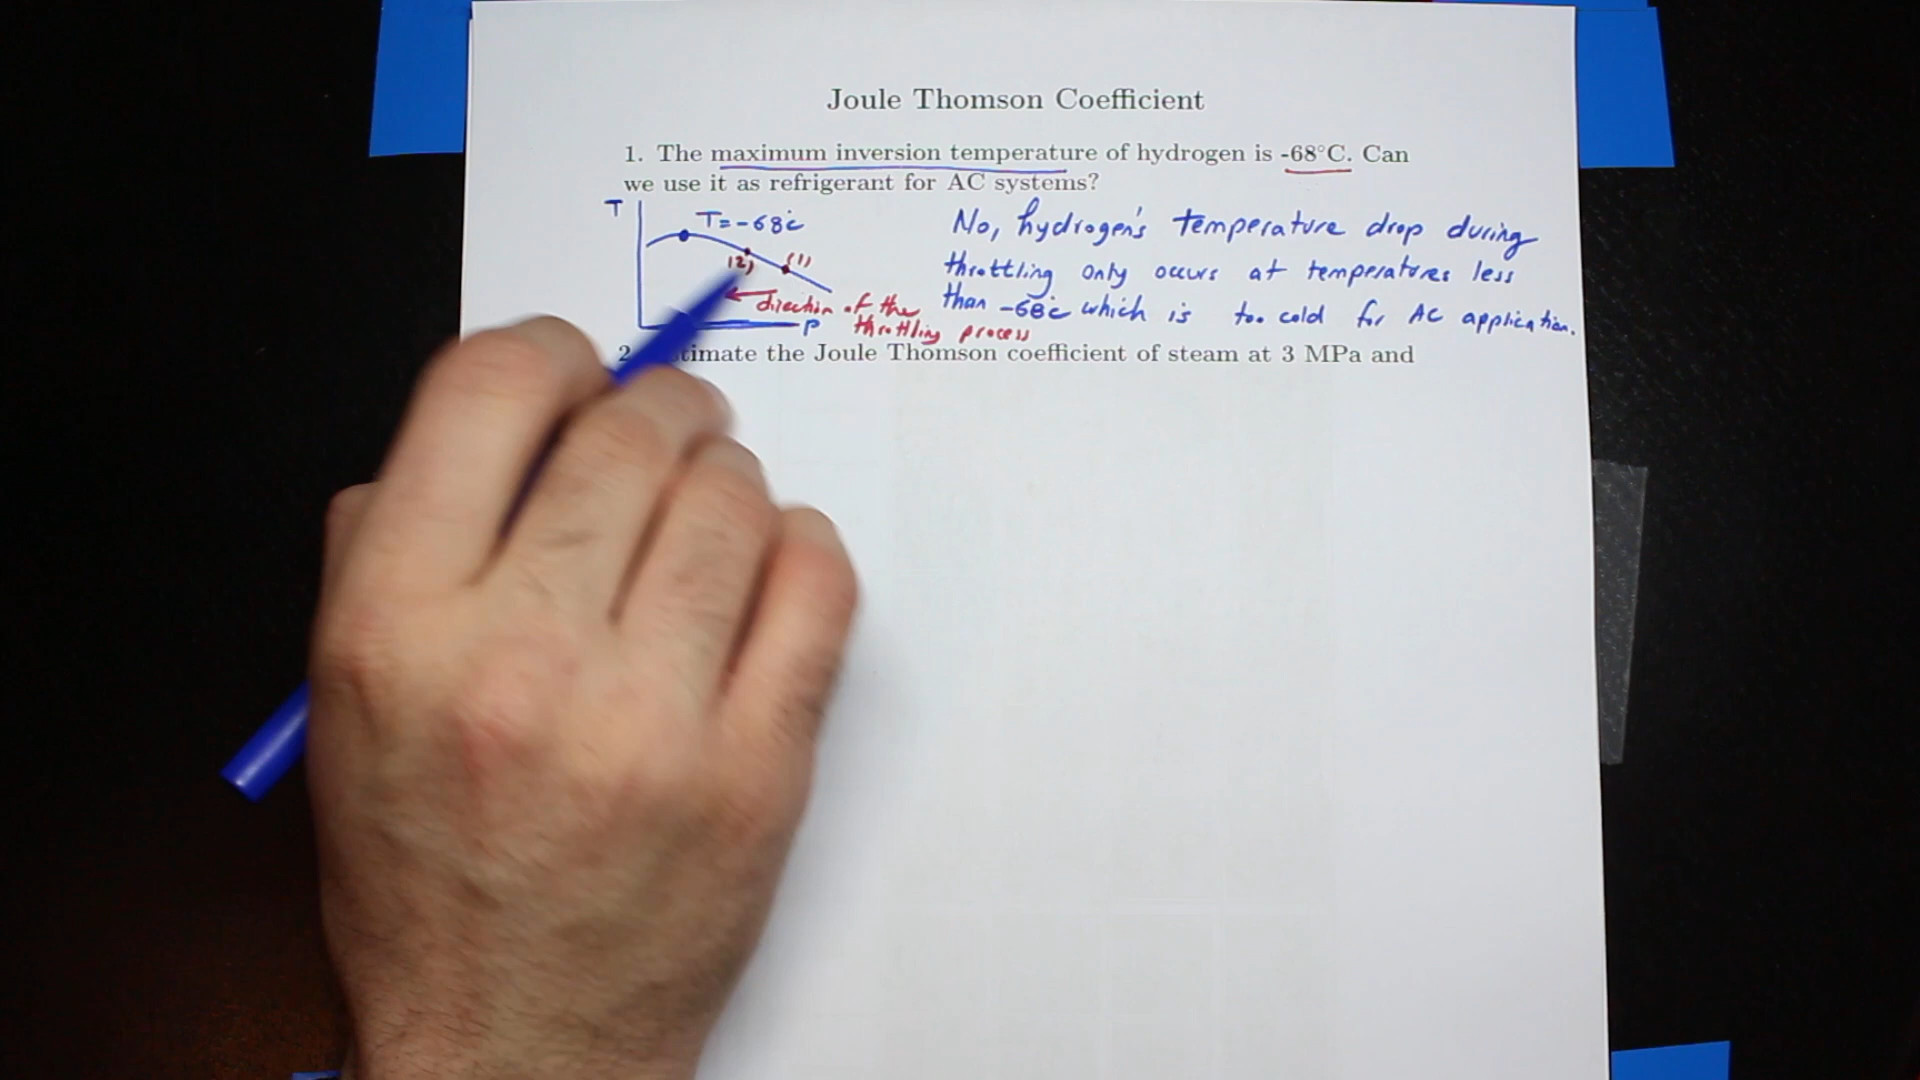 Joule Thomson Coefficient
1. The maximum inversion temperature of hydrogen is -68°C. Can
we use it as refrigerant for AC systems?
T
T=-68°c
(2)
(1)
P
direction of the
throttling process
No, hydrogen's temperature drop during
throttling only occurs at temperatures less
than -68°c which is too cold for AC application.
2 the Joule Thomson coefficient of steam at 3 MPa and